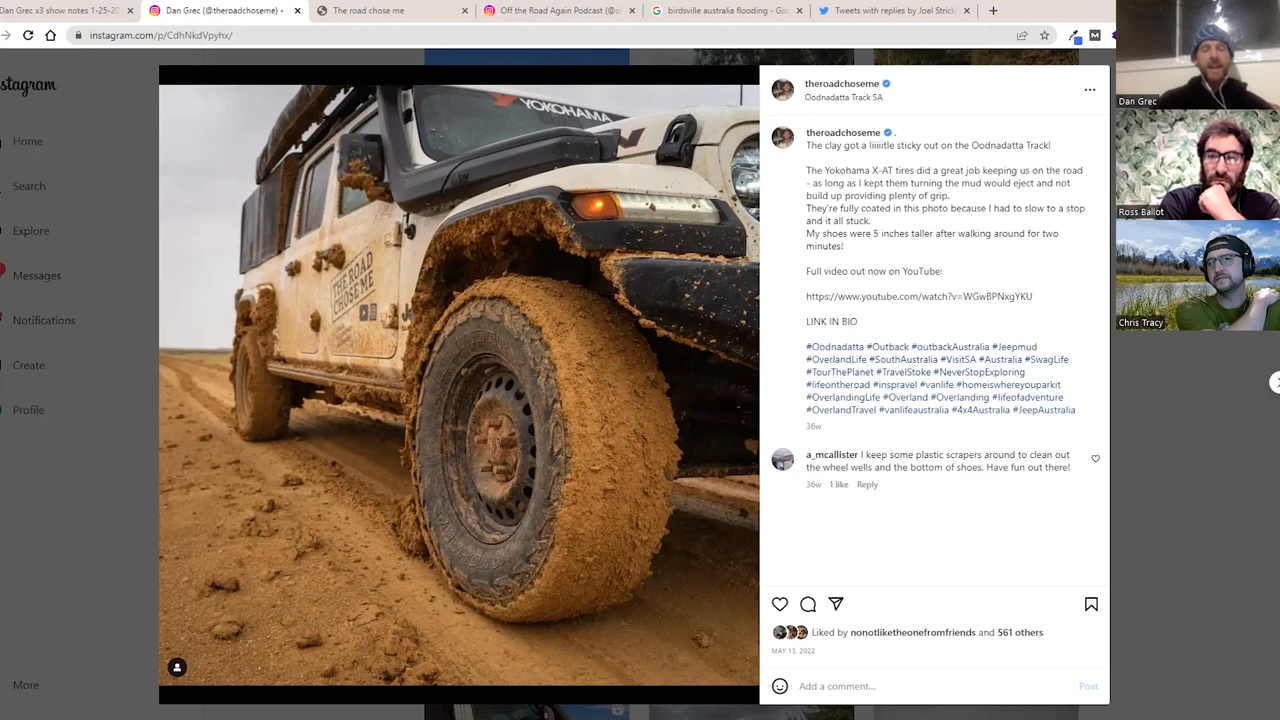 Dan Grec x3 show notes 1-25-20
Dan Grec (@theroadchoseme) •
The road chose me
Off the Road Again Podcast (@o
birdsville australia flooding - Goo
Tweets with replies by Joel Strick
instagram.com/p/CdhNkdVpyhx/
stagram
Home
Search
Explore
Messages
Notifications
Create
Profile
More
YOKOHAMA
THE ROAD
CHOSE ME
Je
theroadchoseme
Oodnadatta Track SA
theroadchoseme .
The clay got a liiiiitle sticky out on the Oodnadatta Track!
The Yokohama X-AT tires did a great job keeping us on the road
- as long as I kept them turning the mud would eject and not
build up providing plenty of grip.
They're fully coated in this photo because I had to slow to a stop
and it all stuck.
My shoes were 5 inches taller after walking around for two
minutes!
Full video out now on YouTube:
https://www.youtube.com/watch?v=WGwBPNxgYKU
LINK IN BIO
#Oodnadatta #Outback #outbackAustralia #Jeepmud
#OverlandLife #SouthAustralia #VisitSA #Australia #SwagLife
#TourThePlanet #TravelStoke #NeverStopExploring
#lifeontheroad #inspravel #vanlife #homeiswhereyouparkit
#OverlandingLife #Overland #Overlanding #lifeofadventure
#OverlandTravel #vanlifeaustralia #4x4Australia #JeepAustralia
36w
a_mcallister I keep some plastic scrapers around to clean out
the wheel wells and the bottom of shoes. Have fun out there!
36w 1 like Reply
Liked by nonotliketheonefromfriends and 561 others
MAY 13, 2022
Add a comment...
Post
Dan Grec
Ross Ballot
Chris Tracy